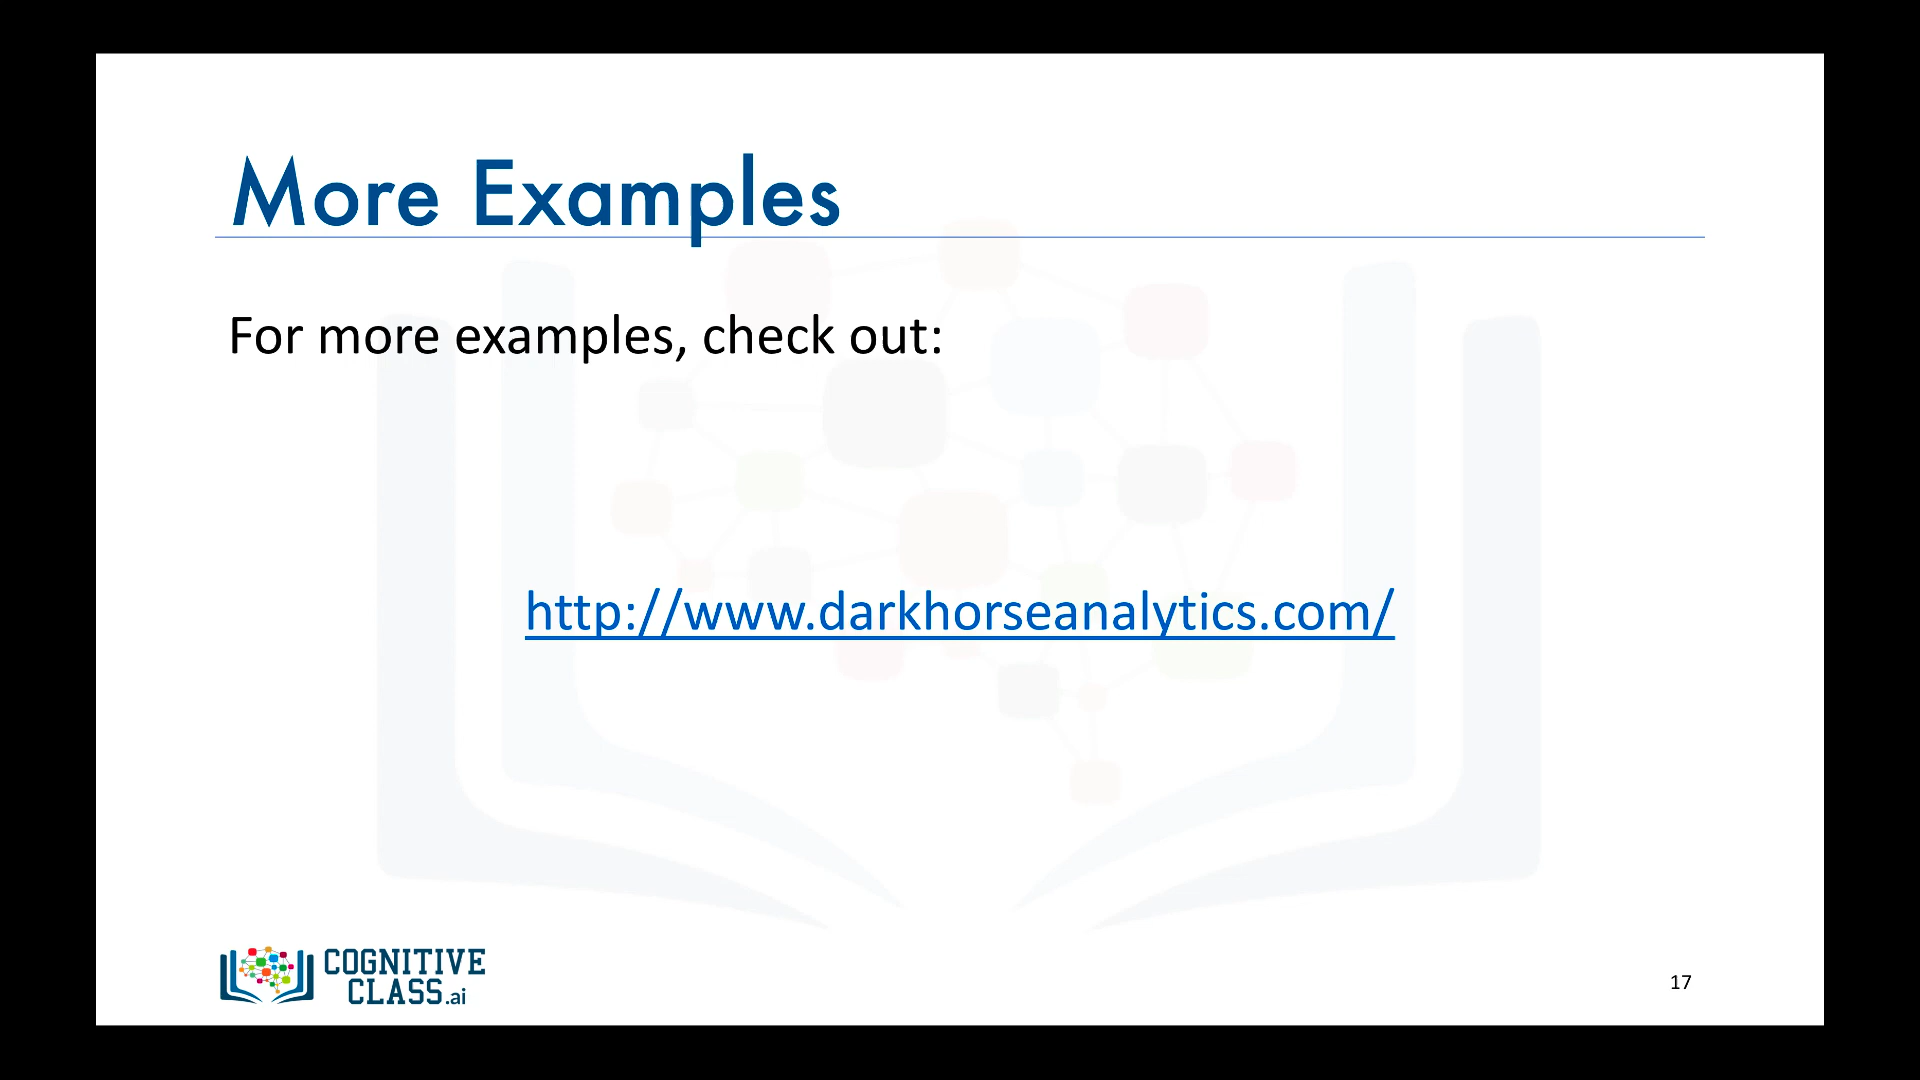 More Examples
For more examples, check out:
http://www.darkhorseanalytics.com/
COGNITIVE
CLASS.ai
17